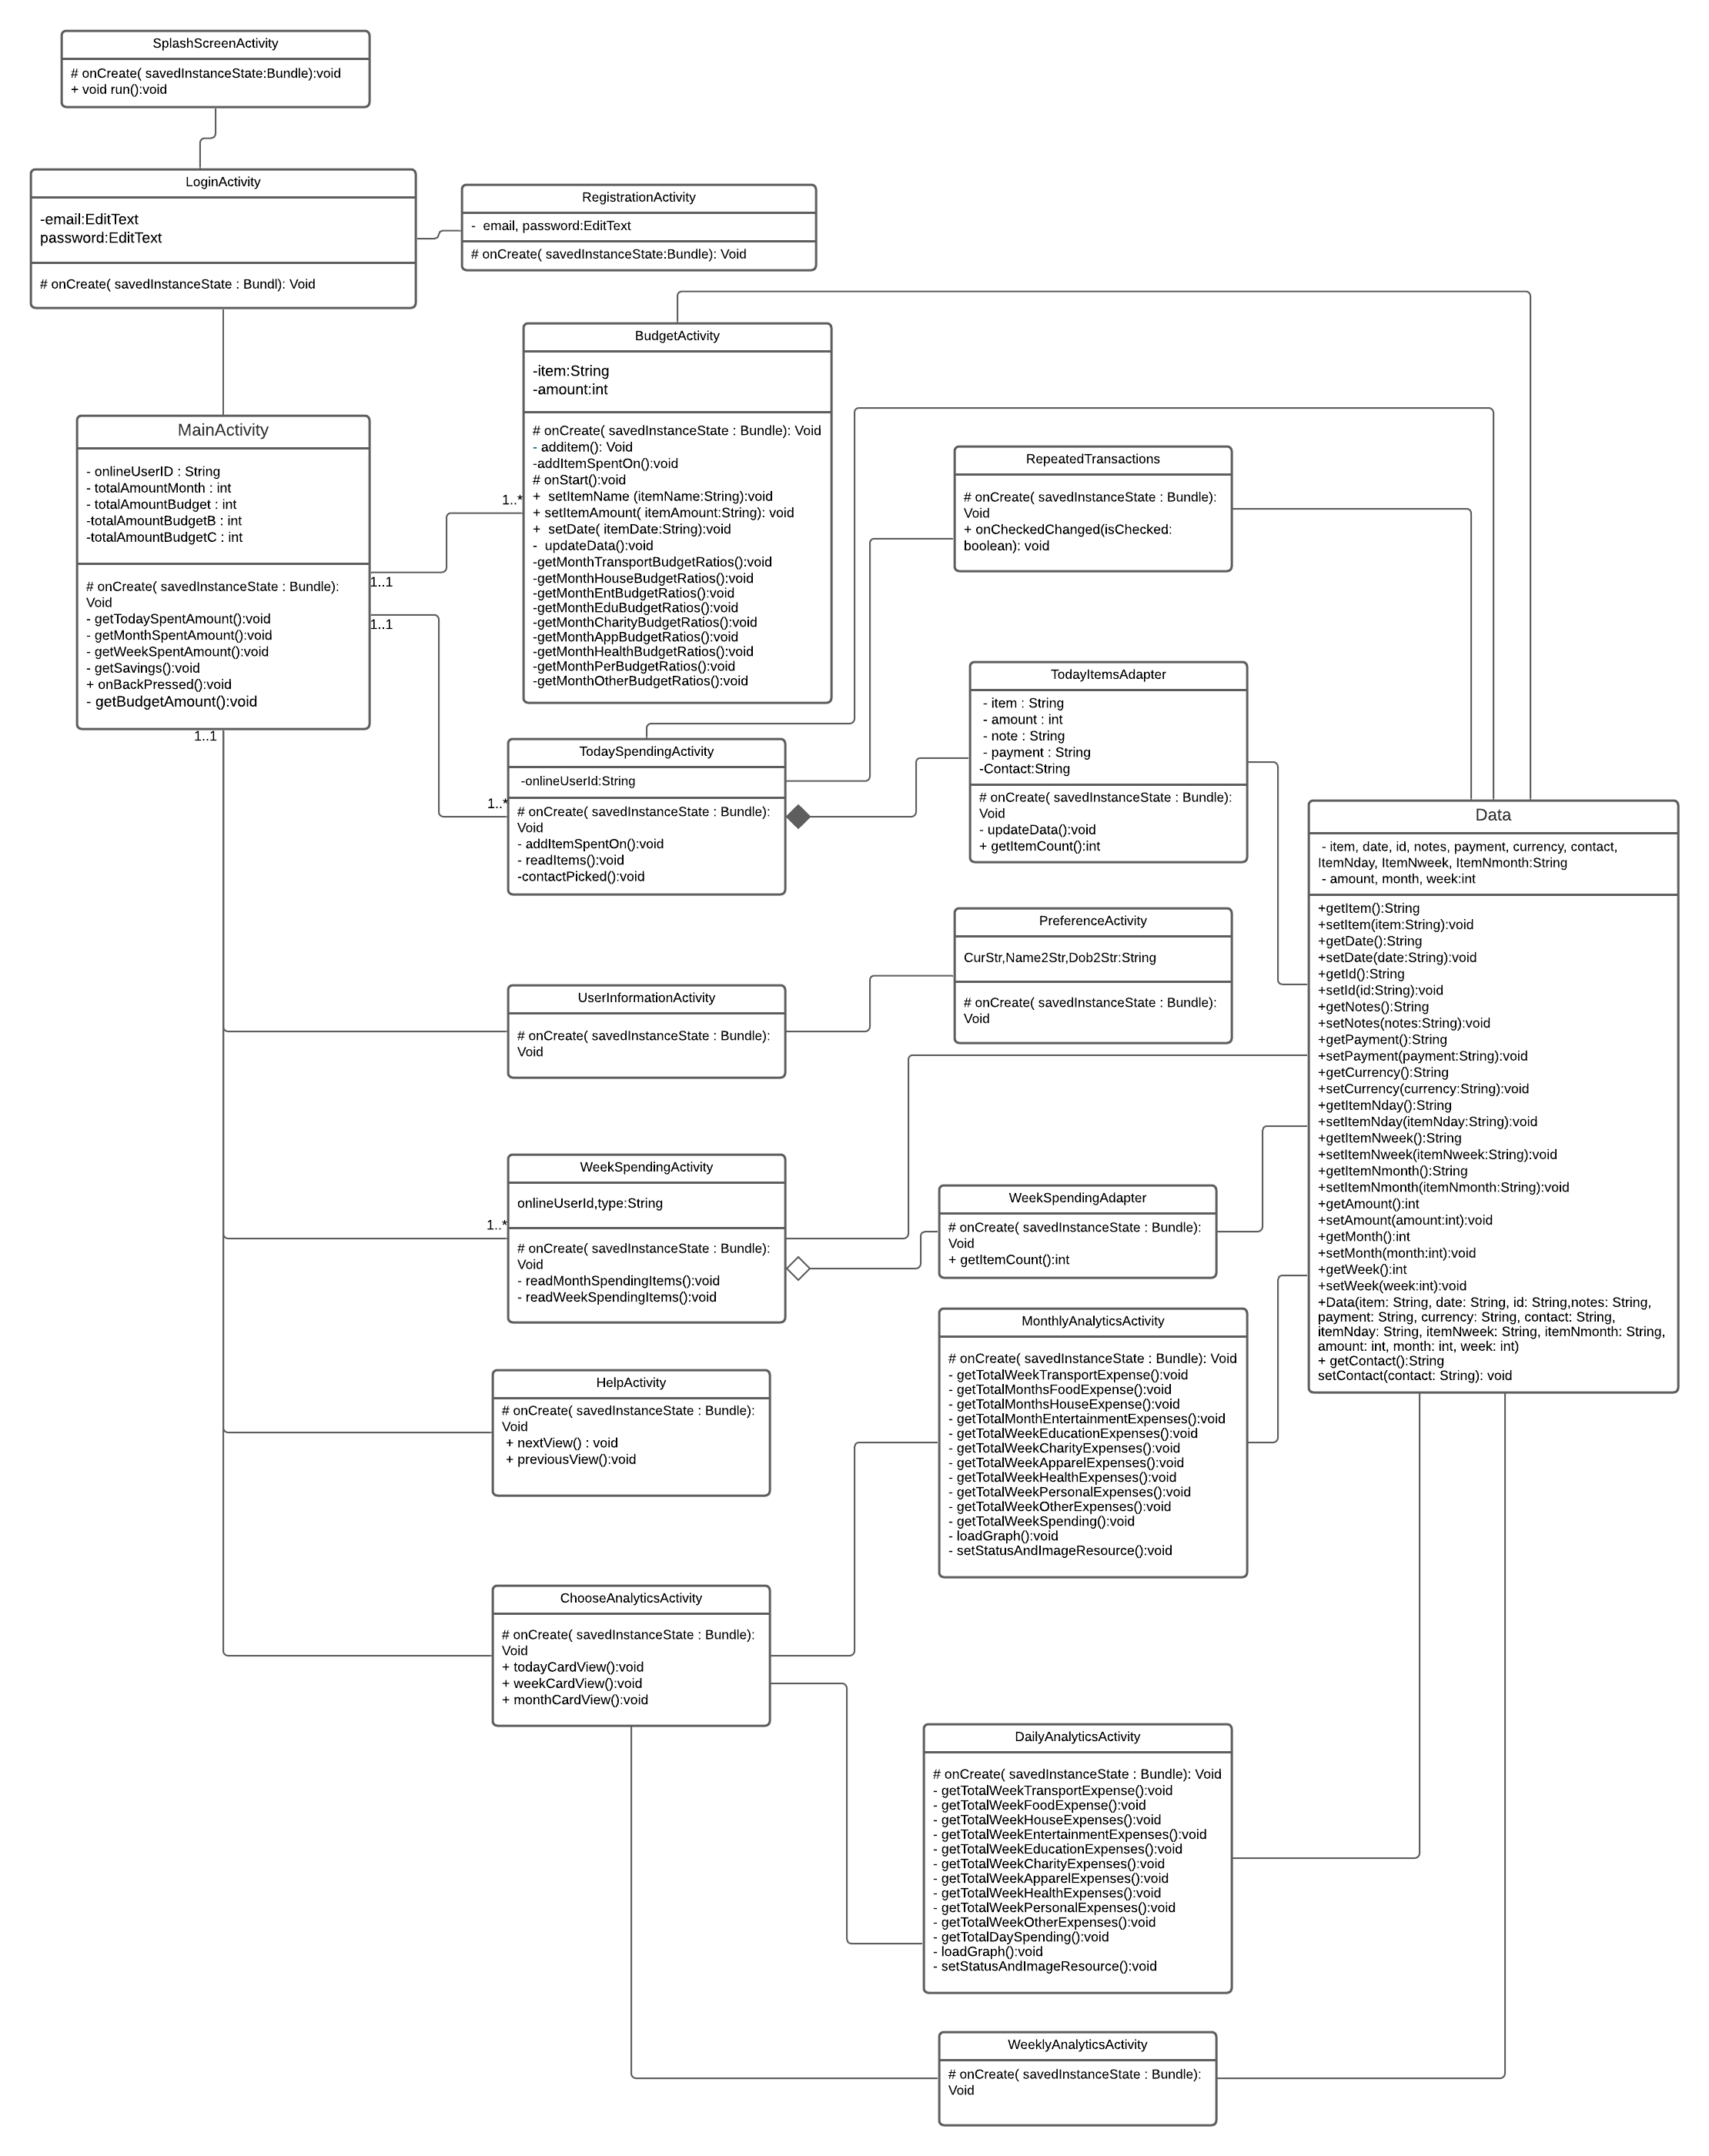 SplashScreenActivity
# onCreate( savedInstanceState:Bundle):void
+ void run():void
LoginActivity
-email:EditText
password:EditText
# onCreate( savedInstanceState : Bundl): Void
RegistrationActivity
-  email, password:EditText
# onCreate( savedInstanceState:Bundle): Void
BudgetActivity
-item:String
-amount:int
# onCreate( savedInstanceState : Bundle): Void
- additem(): Void
-addItemSpentOn():void
# onStart():void
+  setItemName (itemName:String):void
+ setItemAmount( itemAmount:String): void
+  setDate( itemDate:String):void
-  updateData():void
-getMonthTransportBudgetRatios():void
-getMonthHouseBudgetRatios():void
-getMonthEntBudgetRatios():void
-getMonthEduBudgetRatios():void
-getMonthCharityBudgetRatios():void
-getMonthAppBudgetRatios():void
-getMonthHealthBudgetRatios():void
-getMonthPerBudgetRatios():void
-getMonthOtherBudgetRatios():void
MainActivity
- onlineUserID : String
- totalAmountMonth : int
- totalAmountBudget : int
-totalAmountBudgetB : int
-totalAmountBudgetC : int
# onCreate( savedInstanceState : Bundle):
Void
- getTodaySpentAmount():void
- getMonthSpentAmount():void
- getWeekSpentAmount():void
- getSavings():void
+ onBackPressed():void
- getBudgetAmount():void
1..*
1..1
1..1
1..1
1..*
RepeatedTransactions
# onCreate( savedInstanceState : Bundle):
Void
+ onCheckedChanged(isChecked:
boolean): void
TodayItemsAdapter
- item : String
- amount : int
- note : String
- payment : String
-Contact:String
# onCreate( savedInstanceState : Bundle):
Void
- updateData():void
+ getItemCount():int
TodaySpendingActivity
-onlineUserId:String
# onCreate( savedInstanceState : Bundle):
Void
- addItemSpentOn():void
- readItems():void
-contactPicked():void
Data
- item, date, id, notes, payment, currency, contact,
ItemNday, ItemNweek, ItemNmonth:String
- amount, month, week:int
+getItem():String
+setItem(item:String):void
+getDate():String
+setDate(date:String):void
+getId():String
+setId(id:String):void
+getNotes():String
+setNotes(notes:String):void
+getPayment():String
+setPayment(payment:String):void
+getCurrency():String
+setCurrency(currency:String):void
+getItemNday():String
+setItemNday(itemNday:String):void
+getItemNweek():String
+setItemNweek(itemNweek:String):void
+getItemNmonth():String
+setItemNmonth(itemNmonth:String):void
+getAmount():int
+setAmount(amount:int):void
+getMonth():int
+setMonth(month:int):void
+getWeek():int
+setWeek(week:int):void
+Data(item: String, date: String, id: String,notes: String,
payment: String, currency: String, contact: String,
itemNday: String, itemNweek: String, itemNmonth: String,
amount: int, month: int, week: int)
+ getContact():String
setContact(contact: String): void
PreferenceActivity
CurStr,Name2Str,Dob2Str:String
# onCreate( savedInstanceState : Bundle):
Void
UserInformationActivity
# onCreate( savedInstanceState : Bundle):
Void
WeekSpendingActivity
onlineUserId,type:String
# onCreate( savedInstanceState : Bundle):
Void
- readMonthSpendingItems():void
- readWeekSpendingItems():void
1..*
WeekSpendingAdapter
# onCreate( savedInstanceState : Bundle):
Void
+ getItemCount():int
MonthlyAnalyticsActivity
# onCreate( savedInstanceState : Bundle): Void
- getTotalWeekTransportExpense():void
- getTotalMonthsFoodExpense():void
- getTotalMonthsHouseExpense():void
- getTotalMonthEntertainmentExpenses():void
- getTotalWeekEducationExpenses():void
- getTotalWeekCharityExpenses():void
- getTotalWeekApparelExpenses():void
- getTotalWeekHealthExpenses():void
- getTotalWeekPersonalExpenses():void
- getTotalWeekOtherExpenses():void
- getTotalWeekSpending():void
- loadGraph():void
- setStatusAndImageResource():void
HelpActivity
# onCreate( savedInstanceState : Bundle):
Void
+ nextView() : void
+ previousView():void
ChooseAnalyticsActivity
# onCreate( savedInstanceState : Bundle):
Void
+ todayCardView():void
+ weekCardView():void
+ monthCardView():void
DailyAnalyticsActivity
# onCreate( savedInstanceState : Bundle): Void
- getTotalWeekTransportExpense():void
- getTotalWeekFoodExpense():void
- getTotalWeekHouseExpenses():void
- getTotalWeekEntertainmentExpenses():void
- getTotalWeekEducationExpenses():void
- getTotalWeekCharityExpenses():void
- getTotalWeekApparelExpenses():void
- getTotalWeekHealthExpenses():void
- getTotalWeekPersonalExpenses():void
- getTotalWeekOtherExpenses():void
- getTotalDaySpending():void
- loadGraph():void
- setStatusAndImageResource():void
WeeklyAnalyticsActivity
# onCreate( savedInstanceState : Bundle):
Void